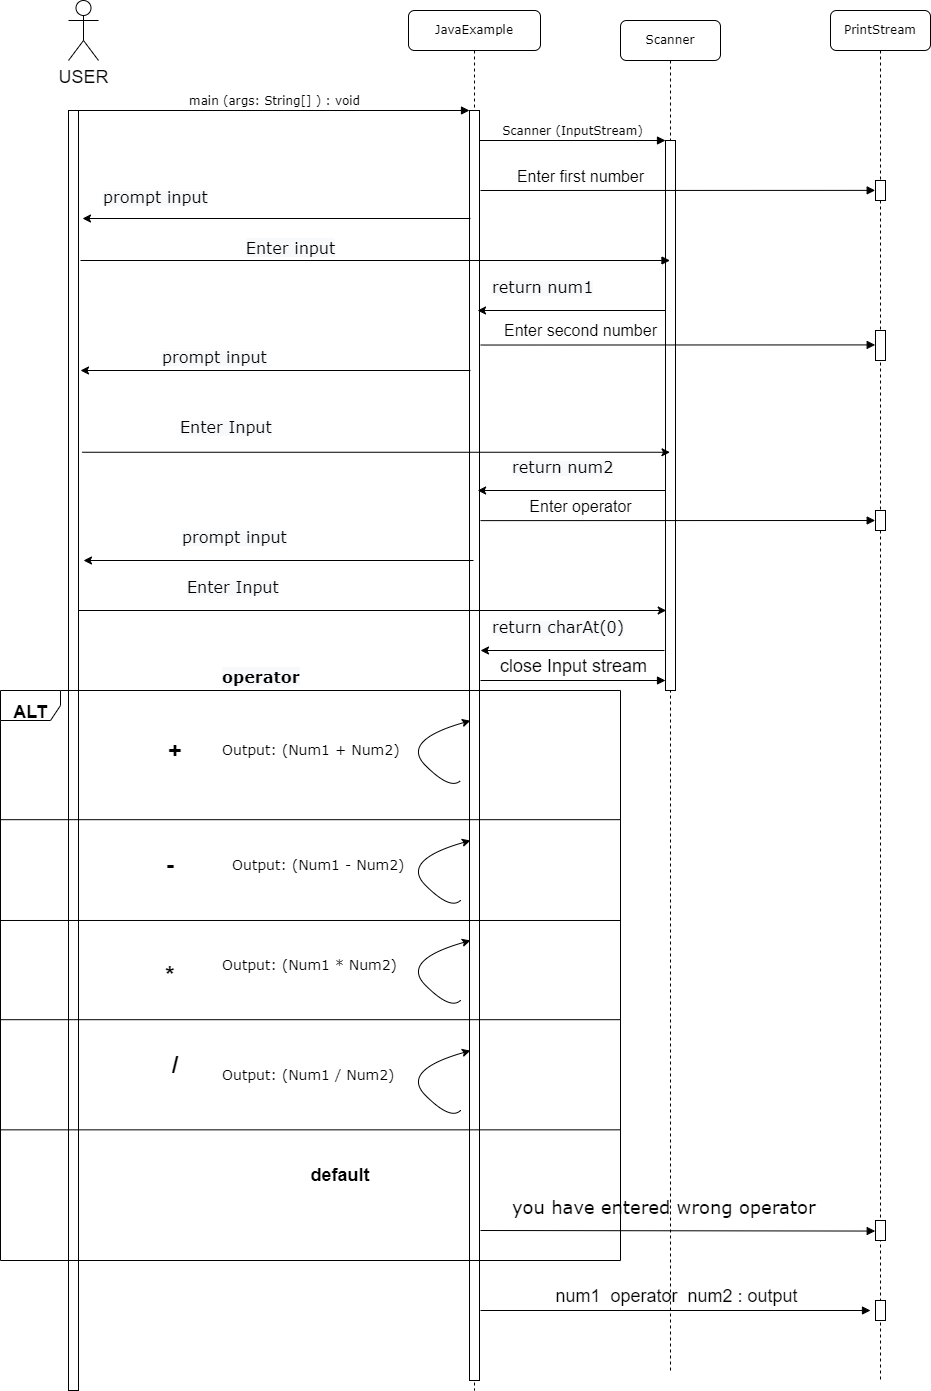 JavaExample
Scanner
PrintStream
USER
main (args: String[] ) : void
Scanner (InputStream)
Enter first number
prompt input
Enter input
return num1
Enter second number
prompt input
Enter Input
return num2
Enter operator
prompt input
Enter Input
return charAt(0)
close Input stream
operator
ALT
+ Output: (Num1 + Num2)
- Output: (Num1 - Num2)
* Output: (Num1 * Num2)
/ Output: (Num1 / Num2)
default
you have entered wrong operator
num1 operator num2 : output